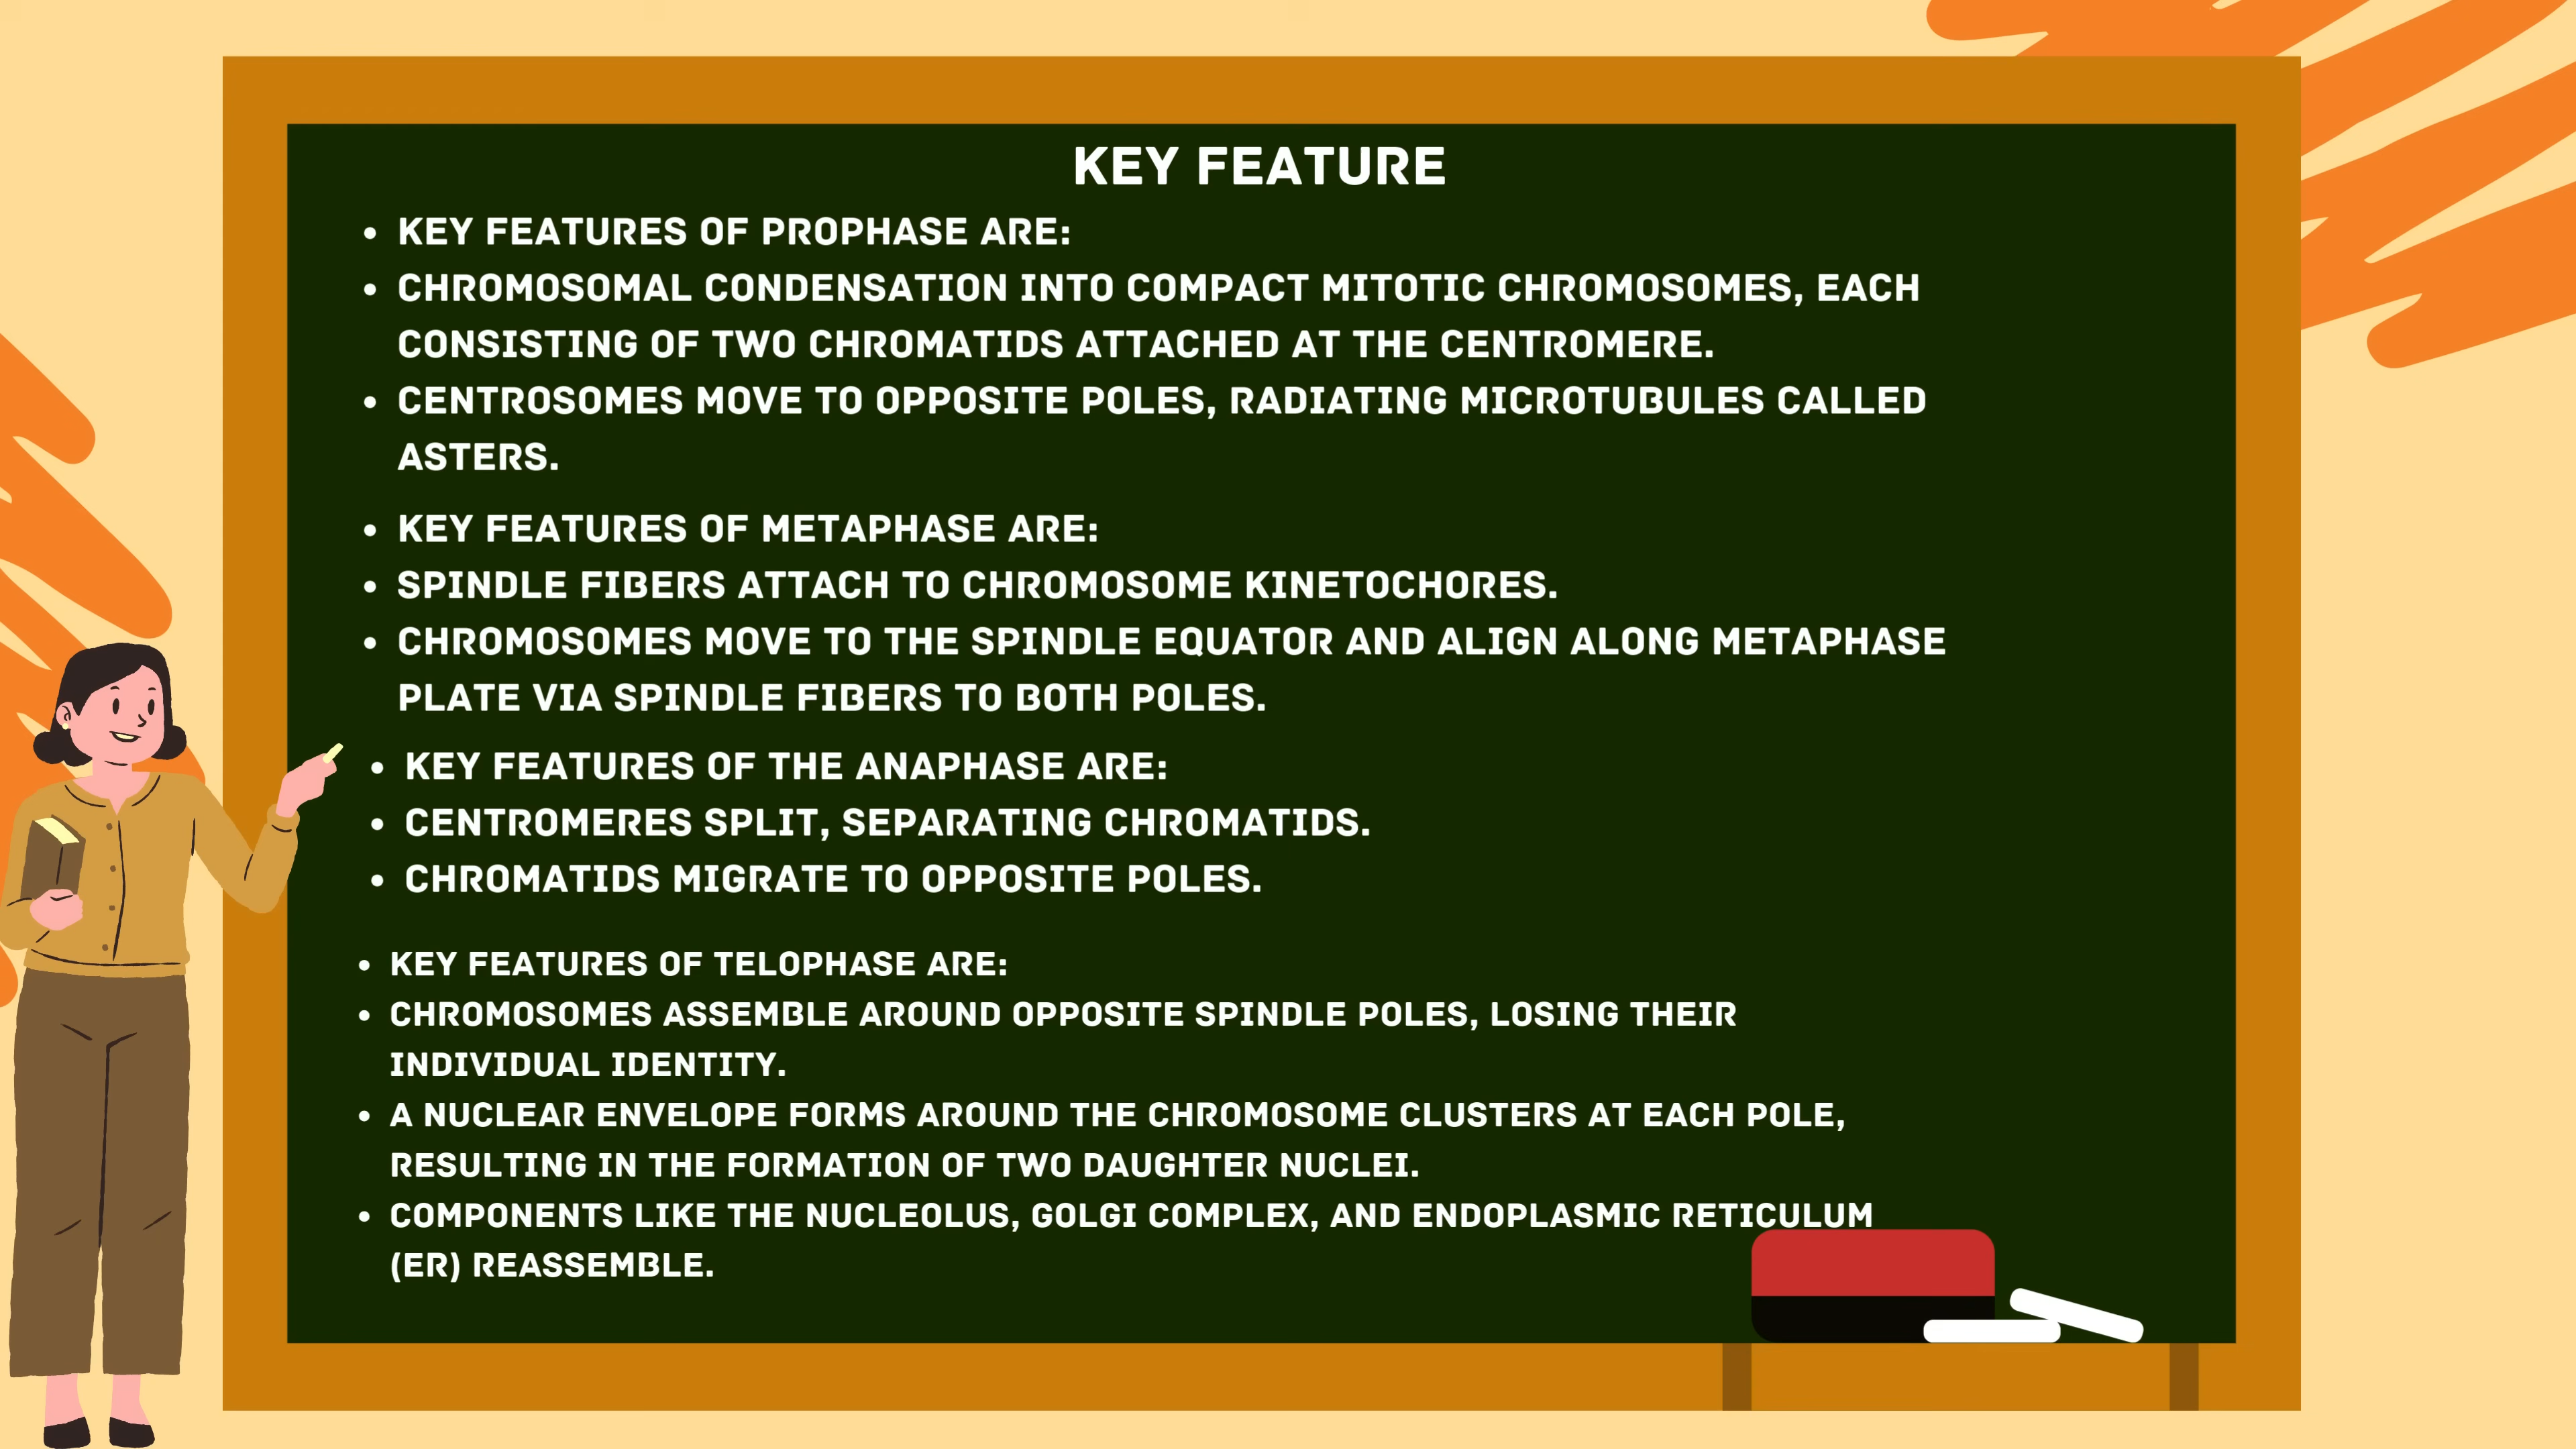 KEY FEATURE
• KEY FEATURES OF PROPHASE ARE:
• CHROMOSOMAL CONDENSATION INTO COMPACT MITOTIC CHROMOSOMES, EACH
CONSISTING OF TWO CHROMATIDS ATTACHED AT THE CENTROMERE.
• CENTROSOMES MOVE TO OPPOSITE POLES, RADIATING MICROTUBULES CALLED
ASTERS.
• KEY FEATURES OF METAPHASE ARE:
• SPINDLE FIBERS ATTACH TO CHROMOSOME KINETOCHORES.
• CHROMOSOMES MOVE TO THE SPINDLE EQUATOR AND ALIGN ALONG METAPHASE
PLATE VIA SPINDLE FIBERS TO BOTH POLES.
• KEY FEATURES OF THE ANAPHASE ARE:
• CENTROMERES SPLIT, SEPARATING CHROMATIDS.
• CHROMATIDS MIGRATE TO OPPOSITE POLES.
• KEY FEATURES OF TELOPHASE ARE:
• CHROMOSOMES ASSEMBLE AROUND OPPOSITE SPINDLE POLES, LOSING THEIR
INDIVIDUAL IDENTITY.
• A NUCLEAR ENVELOPE FORMS AROUND THE CHROMOSOME CLUSTERS AT EACH POLE,
RESULTING IN THE FORMATION OF TWO DAUGHTER NUCLEI.
• COMPONENTS LIKE THE NUCLEOLUS, GOLGI COMPLEX, AND ENDOPLASMIC RETICULUM
(ER) REASSEMBLE.